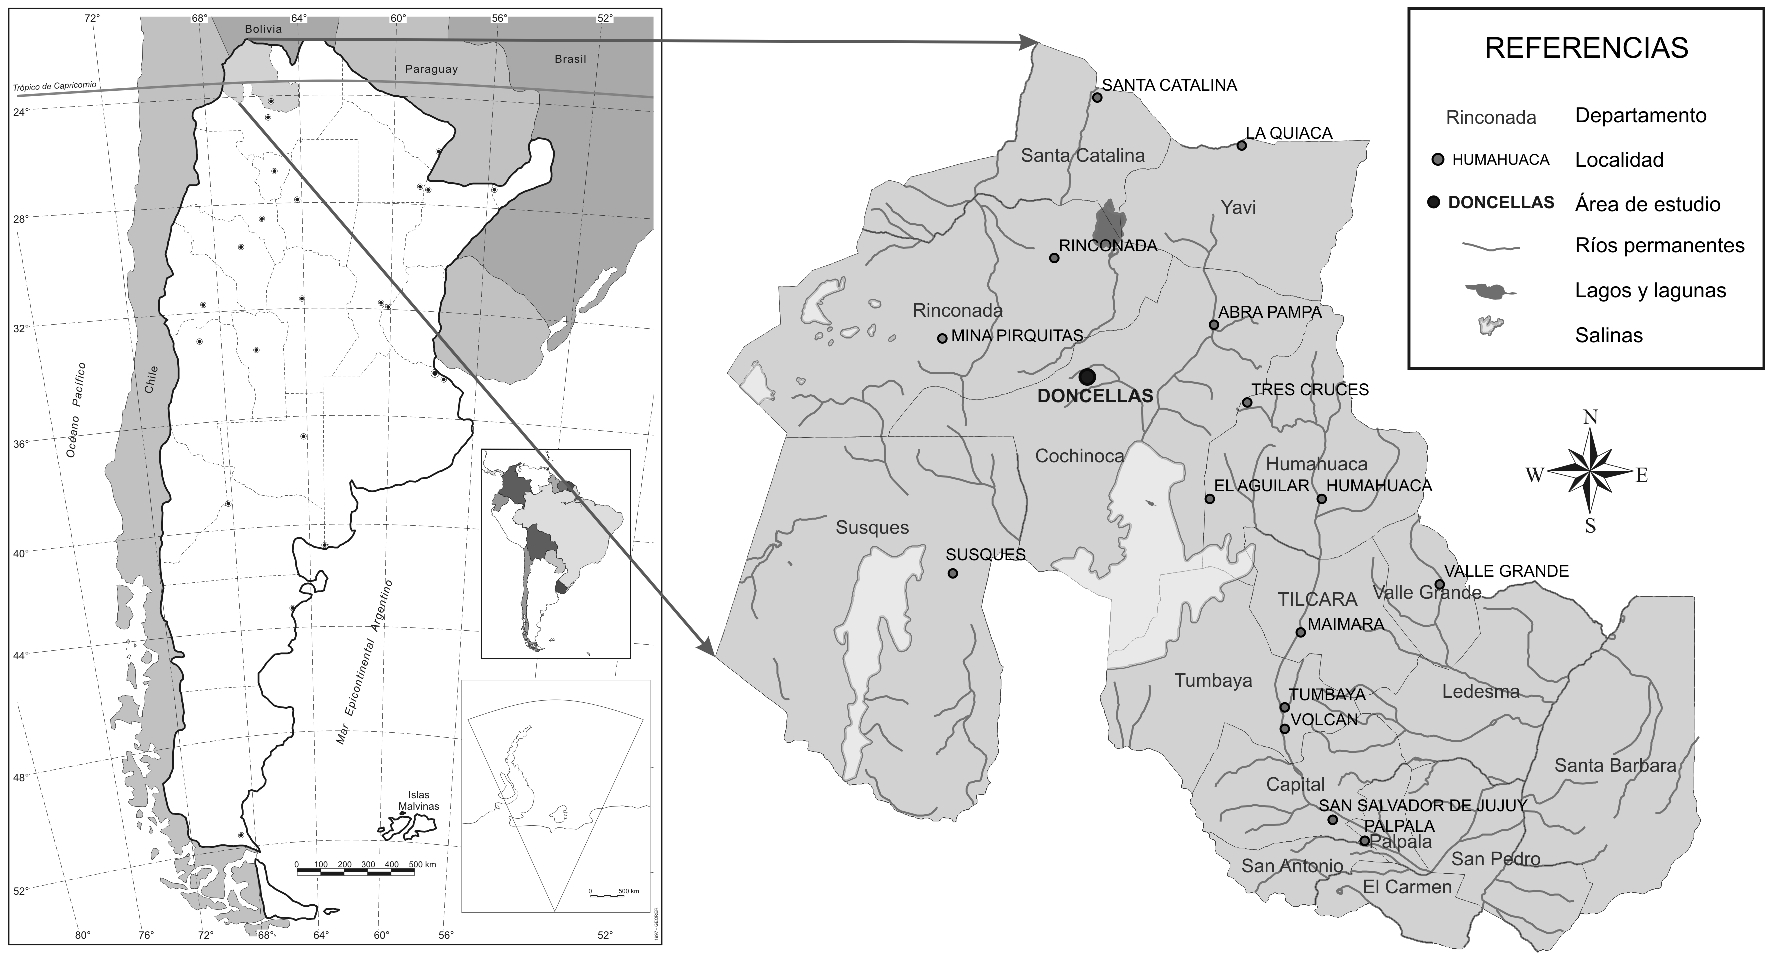 72°
68°
64°
60°
56°
52°
Bolivia
Paraguay
Brasil
Trópico de Capricornio
24°
28°
32°
36°
40°
44°
48°
52°
Océano Pacífico
Chile
Mar Epicontinental Argentino
Islas
Malvinas
0 100 200 300 400 500 km
0 500 km
80°
76°
72°
68°
64°
60°
56°
52°
SANTA CATALINA
LA QUIACA
Santa Catalina
Yavi
RINCONADA
Rinconada
ABRA PAMPA
MINA PIRQUITAS
DONCELLAS
TRES CRUCES
Cochinoca
Humahuaca
EL AGUILAR
HUMAHUACA
Susques
SUSQUES
VALLE GRANDE
Valle Grande
TILCARA
MAIMARA
Tumbaya
Ledesma
TUMBAYA
VOLCAN
Santa Barbara
Capital
SAN SALVADOR DE JUJUY
PALPALA
Palpala
San Antonio
San Pedro
El Carmen
REFERENCIAS
Rinconada Departamento
HUMAHUACA Localidad
DONCELLAS Área de estudio
Ríos permanentes
Lagos y lagunas
Salinas
N
W E
S